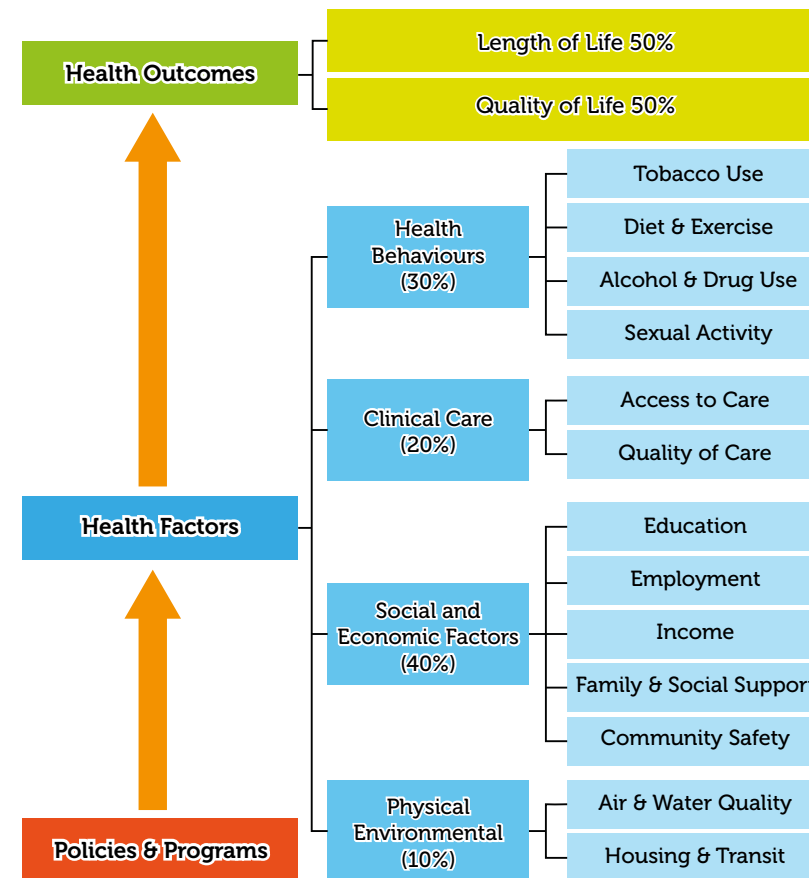 Health Outcomes
Length of Life 50%
Quality of Life 50%
Health Factors
Health
Behaviours
(30%)
Tobacco Use
Diet & Exercise
Alcohol & Drug Use
Sexual Activity
Clinical Care
(20%)
Access to Care
Quality of Care
Social and
Economic Factors
(40%)
Education
Employment
Income
Family & Social Support
Community Safety
Physical
Environmental
(10%)
Air & Water Quality
Housing & Transit
Policies & Programs